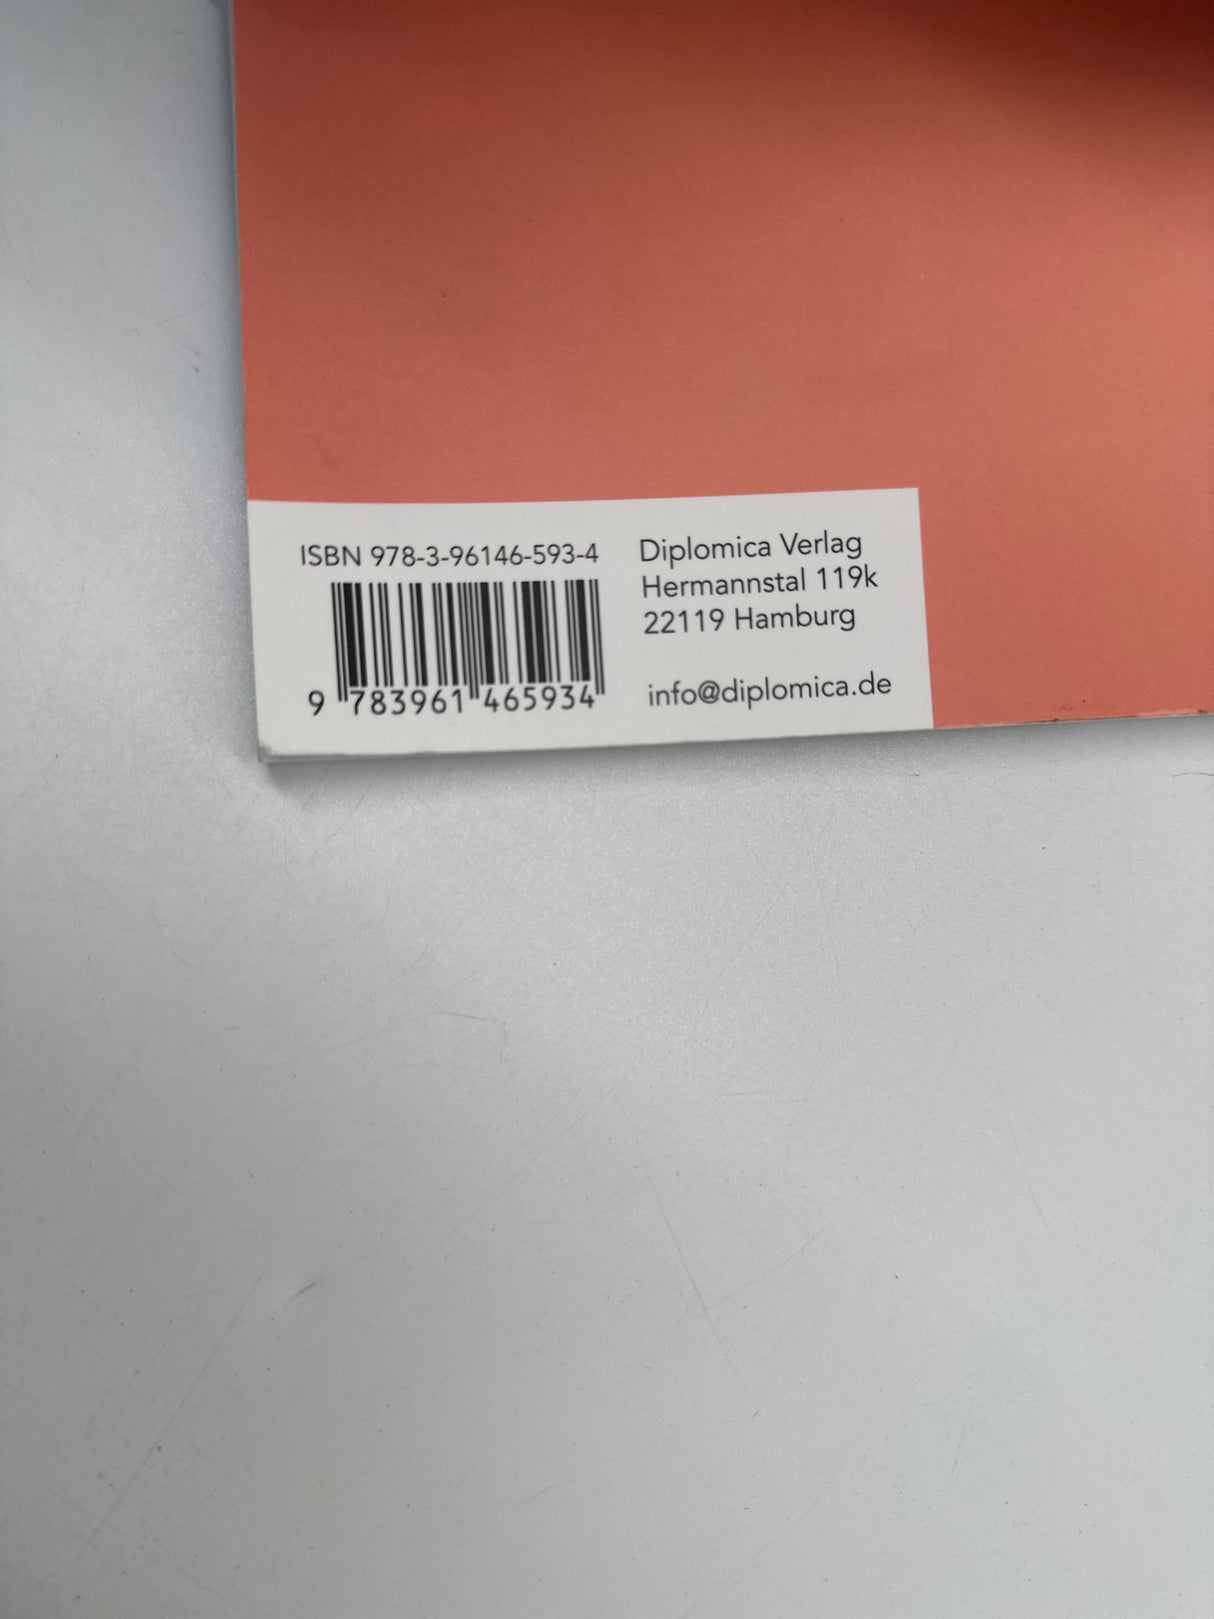 ISBN 978-3-96146-593-4
9 783961 465934
Diplomica Verlag
Hermannstal 119k
22119 Hamburg
info@diplomica.de